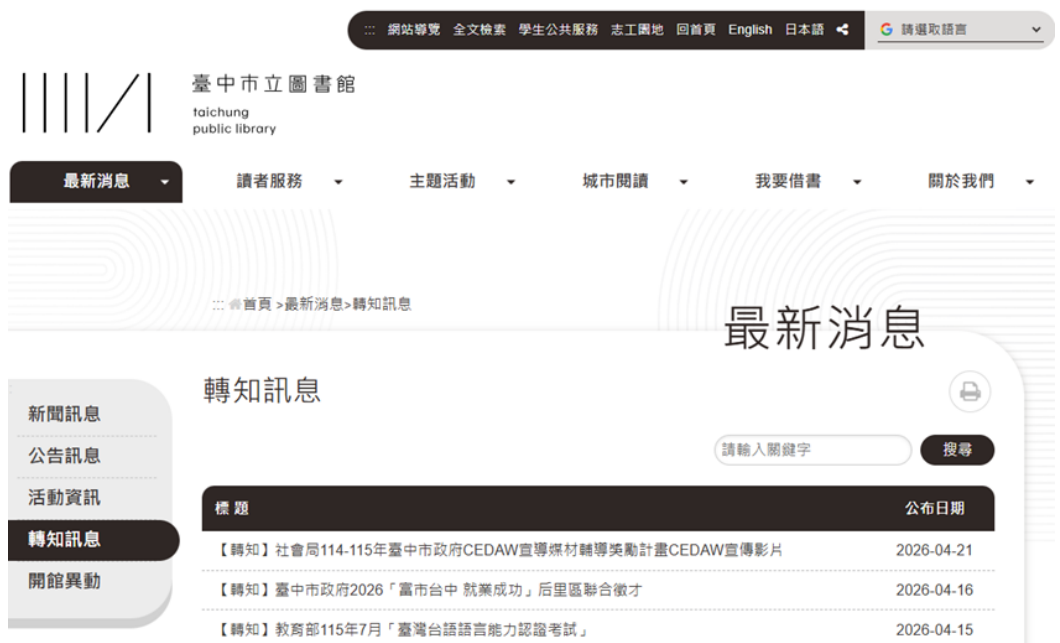 ::: 網站導覽 全文檢索 學生公共服務 志工園地 回首頁 English 日本語 請選取語言
臺中市立圖書館
taichung
public library
最新消息 讀者服務 主題活動 城市閱讀 我要借書 關於我們
::: 首頁 >最新消息>轉知訊息
最新消息
轉知訊息
新聞訊息
公告訊息
活動資訊
轉知訊息
開館異動
請輸入關鍵字 搜尋
標題 公布日期
【轉知】社會局114-115年臺中市政府CEDAW宣導媒材輔導獎勵計畫CEDAW宣傳影片 2026-04-21
【轉知】臺中市政府2026「富市台中 就業成功」后里區聯合徵才 2026-04-16
【轉知】教育部115年7月「臺灣台語語言能力認證考試」 2026-04-15